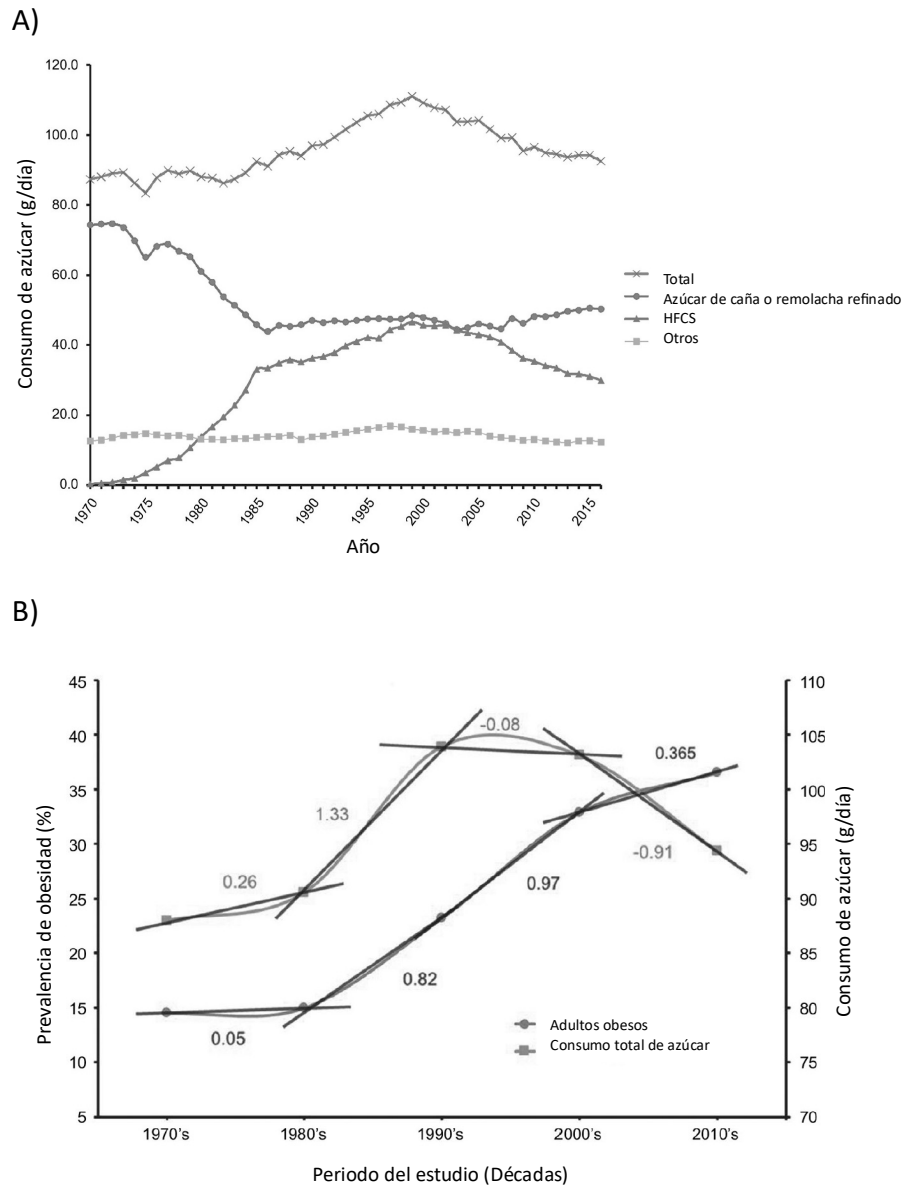 A)
Consumo de azúcar (g/día)
120.0
100.0
80.0
60.0
40.0
20.0
0.0
1970
1975
1980
1985
1990
1995
2000
2005
2010
2015
Año
Total
Azúcar de caña o remolacha refinado
HFCS
Otros
B)
Prevalencia de obesidad (%)
45
40
35
30
25
20
15
10
5
0.26
1.33
-0.08
0.365
-0.91
0.97
0.82
0.05
Adultos obesos
Consumo total de azúcar
110
105
100
95
90
85
80
75
70
Consumo de azúcar (g/día)
1970's
1980's
1990's
2000's
2010's
Periodo del estudio (Décadas)